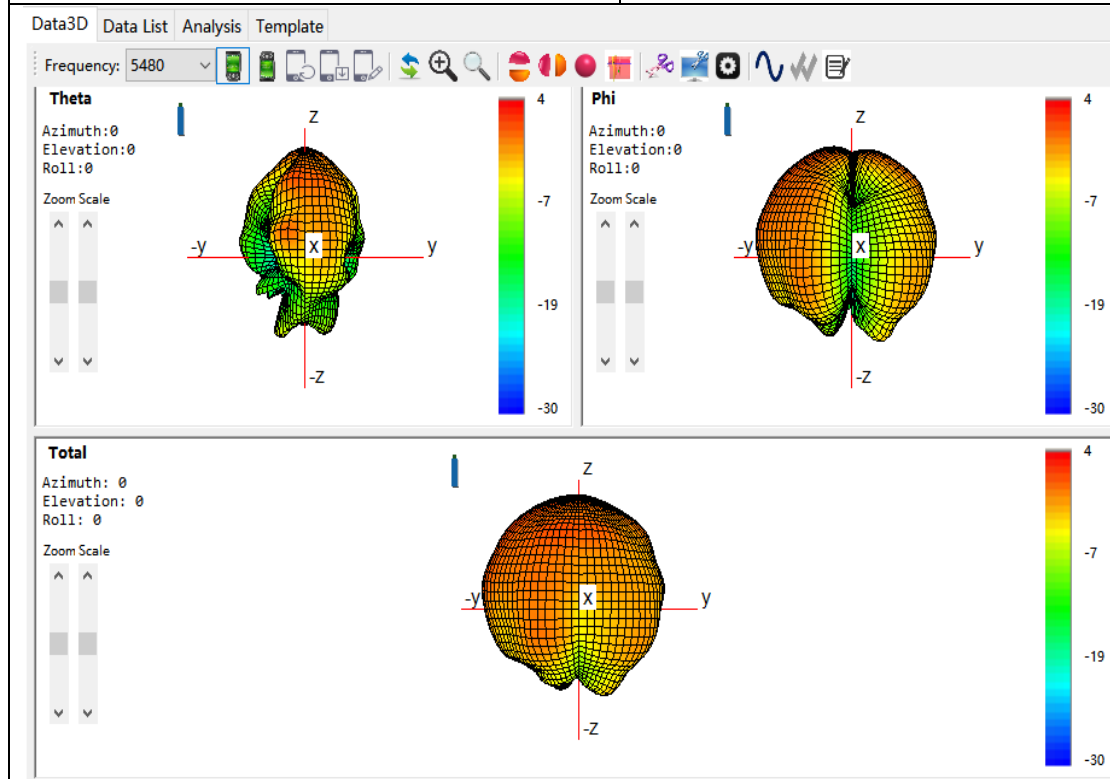 Data3D Data List Analysis Template
Frequency: 5480
Theta
Azimuth:0
Elevation:0
Roll:0
Zoom Scale
z
-y
x
y
-z
4
-7
-19
-30
Phi
Azimuth:0
Elevation:0
Roll:0
Zoom Scale
z
-y
x
y
-z
4
-7
-19
-30
Total
Azimuth: 0
Elevation: 0
Roll: 0
Zoom Scale
z
-y
x
y
-z
4
-7
-19
-30